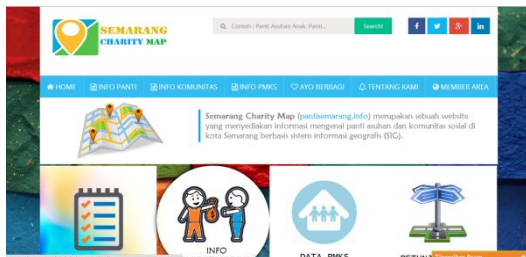 SEMARANG
CHARITY MAP
Contoh : Panti Asuhan Anak, Panti...
Search!
HOME
INFO PANTI
INFO KOMUNITAS
INFO PMKS
AYO BERBAGI
TENTANG KAMI
MEMBER AREA
Semarang Charity Map (pantisemarang.info) merupakan sebuah website
yang menyediakan informasi mengenai panti asuhan dan komunitas sosial di
kota Semarang berbasis sistem informasi geografis (SIG).
INFO
DATA PMKS